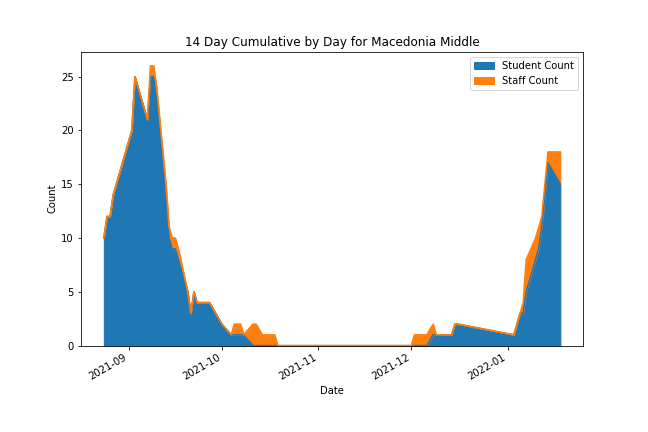 14 Day Cumulative by Day for Macedonia Middle
Student Count
Staff Count
Count
25
20
15
10
5
0
2021-09
2021-10
2021-11
2021-12
2022-01
Date